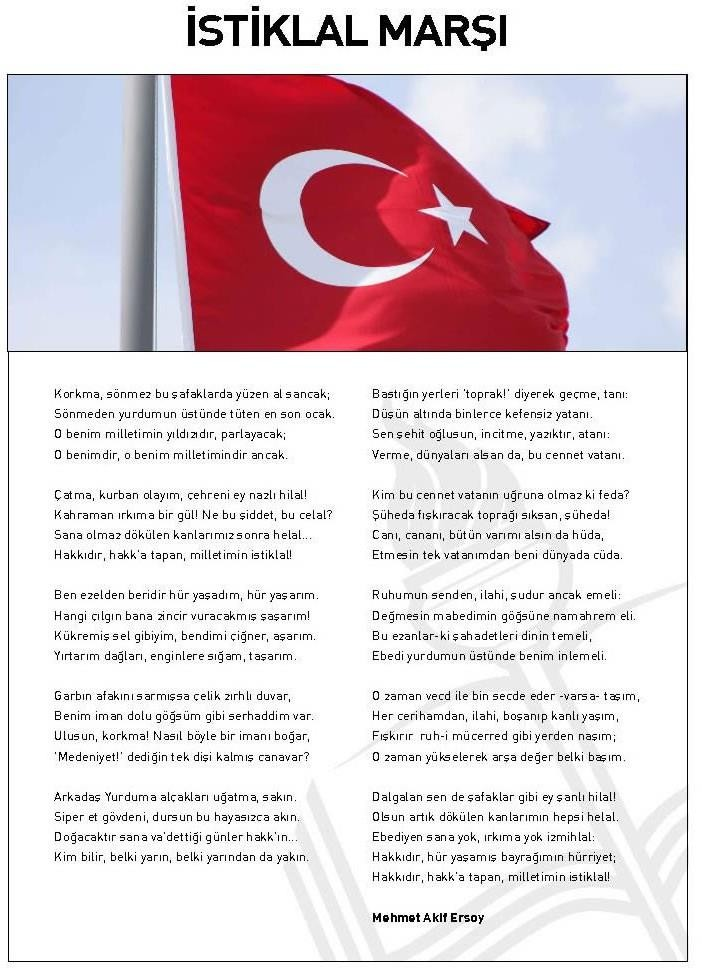 İSTİKLAL MARŞI
Korkma, sönmez bu şafaklarda yüzen al sancak;
Sönmeden yurdumun üstünde tüten en son ocak.
O benim milletimin yıldızıdır, parlayacak;
O benimdir, o benim milletimindir ancak.
Çatma, kurban olayım, çehreni ey nazlı hilal!
Kahraman ırkıma bir gül! Ne bu şiddet, bu celal?
Sana olmaz dökülen kanlarımız sonra helal...
Hakkıdır, hakk'a tapan, milletimin istiklal!
Ben ezelden beridir hür yaşadım, hür yaşarım.
Hangi çılgın bana zincir vuracakmış şaşarım!
Kükremiş sel gibiyim, bendimi çiğner, aşarım.
Yırtarım dağları, enginlere sığam, taşarım.
Garbın afakını sarmışsa çelik zırhlı duvar,
Benim iman dolu göğsüm gibi serhaddim var.
Ulusun, korkma! Nasıl böyle bir imanı boğar,
'Medeniyet!' dediğin tek dişi kalmış canavar?
Arkadaş Yurduma alçakları uğatma, sakın.
Siper et gövdeni, dursun bu hayasızca akın.
Doğacaktır sana va'dettiği günler hakk'ın...
Kim bilir, belki yarın, belki yarından da yakın.
Bastığın yerleri 'toprak!' diyerek geçme, tanı:
Düşün altında binlerce kefensiz yatanı.
Sen şehit oğlusun, incitme, yazıktır, atanı:
Verme, dünyaları alsan da, bu cennet vatanı.
Kim bu cennet vatanın uğruna olmaz ki feda?
Şüheda fışkıracak toprağı sıksan, şüheda!
Canı, cananı, bütün varımı alsın da hüda,
Etmesin tek vatanımdan beni dünyada cüda.
Ruhumun senden, ilahi, şudur ancak emeli:
Değmesin mabedimin göğsüne namahrem eli.
Bu ezanlar-ki şahadetleri dinin temeli,
Ebedi yurdumun üstünde benim inlemeli.
O zaman vecd ile bin secde eder -varsa- taşım,
Her cerihamdan, ilahi, boşanıp kanlı yaşım,
Fışkırır ruh-i mücerred gibi yerden naşım;
O zaman yükselerek arşa değer belki başım.
Dalgalan sen de şafaklar gibi ey şanlı hilal!
Olsun artık dökülen kanlarımın hepsi helal.
Ebediyen sana yok, ırkıma yok izmihlal:
Hakkıdır, hür yaşamış bayrağımın hürriyet;
Hakkıdır, hakk'a tapan, milletimin istiklal!
Mehmet Akif Ersoy